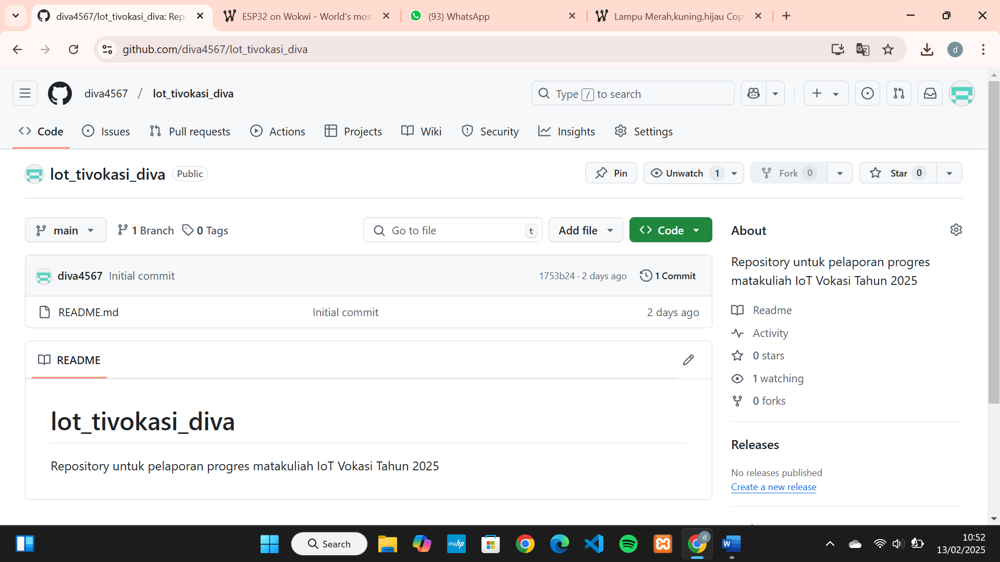 diva4567/lot_tivokasi_diva: Rep
ESP32 on Wokwi - World's most
(93) WhatsApp
Lampu Merah,kuning,hijau Cop
github.com/diva4567/lot_tivokasi_diva
d
diva4567 / lot_tivokasi_diva
Type / to search
Code
Issues
Pull requests
Actions
Projects
Wiki
Security
Insights
Settings
lot_tivokasi_diva
Public
Pin
Unwatch 1
Fork 0
Star 0
main
1 Branch
0 Tags
Go to file
t
Add file
Code
diva4567 Initial commit
1753b24 · 2 days ago
1 Commit
README.md
Initial commit
2 days ago
README
lot_tivokasi_diva
Repository untuk pelaporan progres matakuliah IoT Vokasi Tahun 2025
About
Repository untuk pelaporan progres
matakuliah IoT Vokasi Tahun 2025
Readme
Activity
0 stars
1 watching
0 forks
Releases
No releases published
Create a new release
Search
myhp
d
W
10:52
13/02/2025